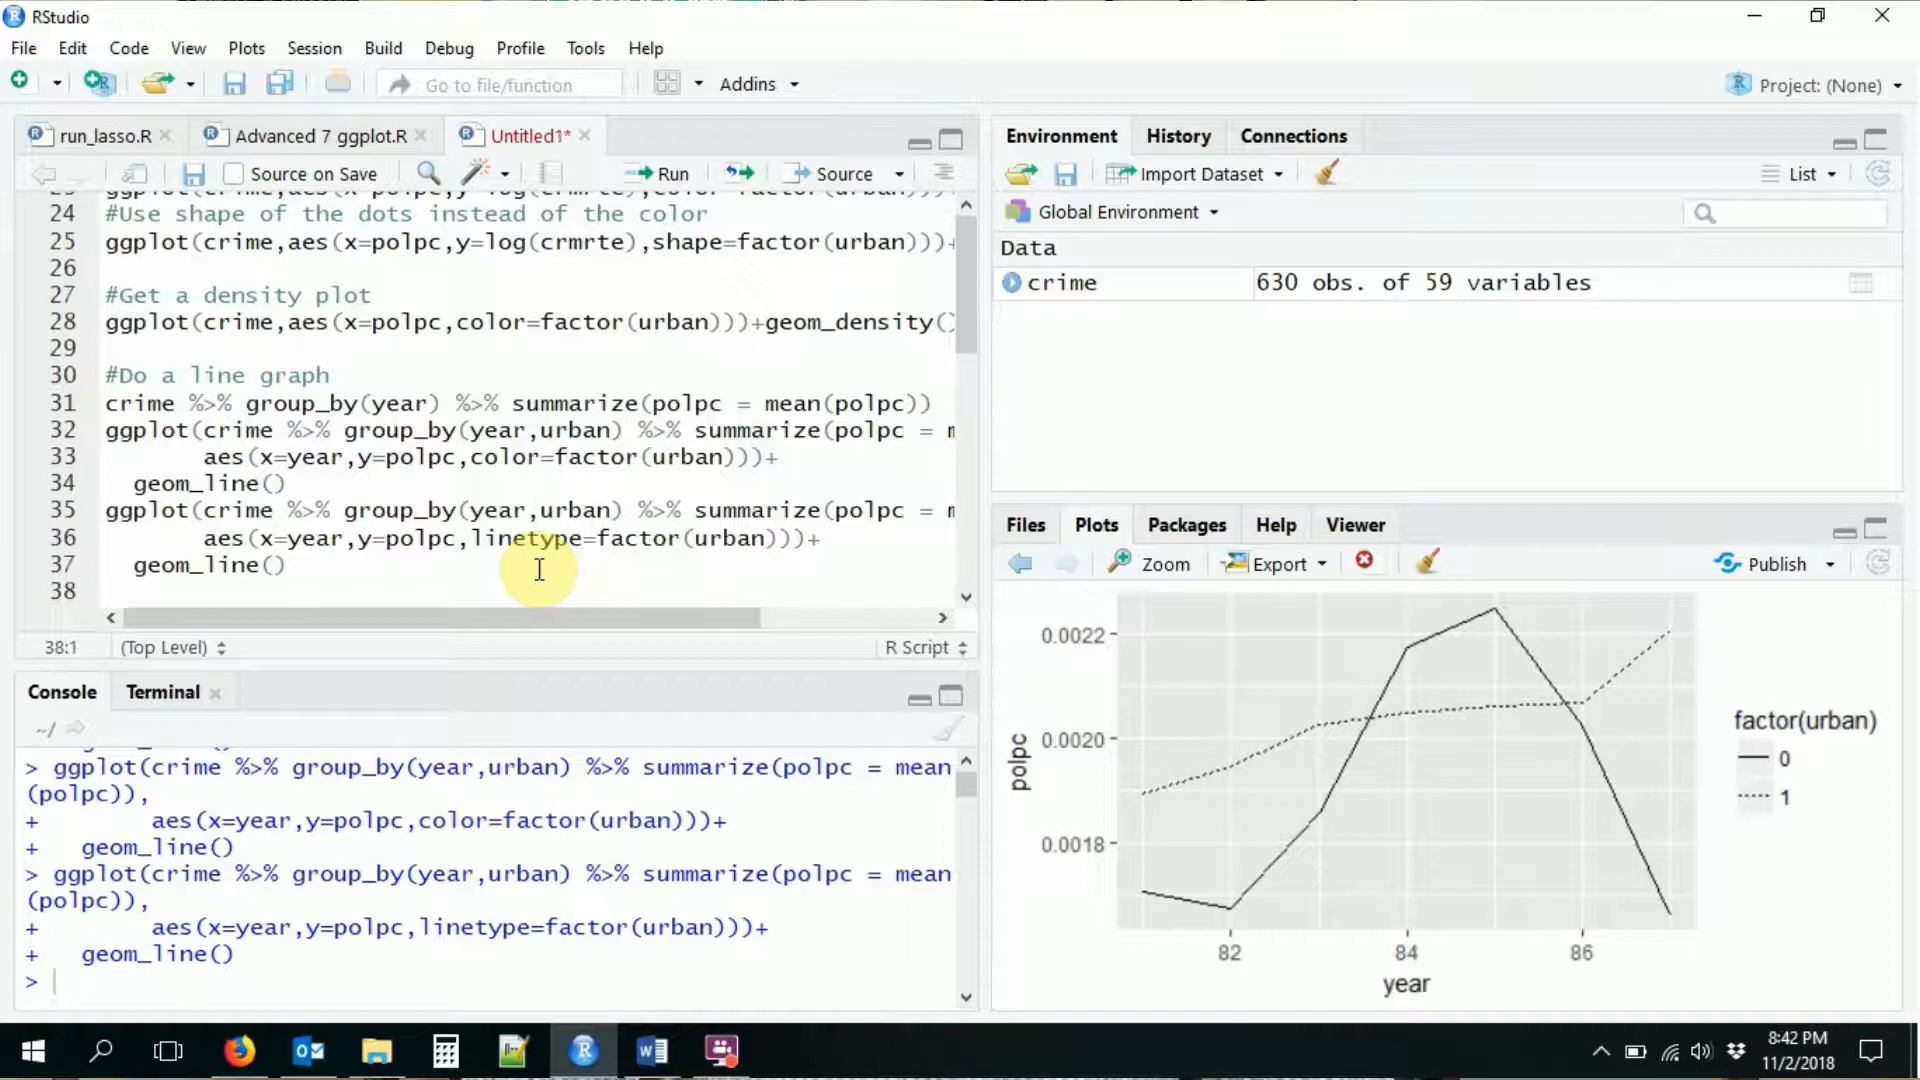 RStudio
File Edit Code View Plots Session Build Debug Profile Tools Help
Go to file/function Addins Project: (None)
run_lasso.R Advanced 7 ggplot.R Untitled1*
Source on Save Run Source
24 #Use shape of the dots instead of the color
25 ggplot(crime,aes(x=polpc,y=log(crmrte),shape=factor(urban)))+
26
27 #Get a density plot
28 ggplot(crime,aes(x=polpc,color=factor(urban)))+geom_density()
29
30 #Do a line graph
31 crime %>% group_by(year) %>% summarize(polpc = mean(polpc))
32 ggplot(crime %>% group_by(year,urban) %>% summarize(polpc =
33 aes(x=year,y=polpc,color=factor(urban)))+
34 geom_line()
35 ggplot(crime %>% group_by(year,urban) %>% summarize(polpc =
36 aes(x=year,y=polpc,linetype=factor(urban)))+
37 geom_line()
38
38:1 (Top Level) R Script
Console Terminal
~/
> ggplot(crime %>% group_by(year,urban) %>% summarize(polpc = mean
(polpc)),
+ aes(x=year,y=polpc,color=factor(urban)))+
+ geom_line()
> ggplot(crime %>% group_by(year,urban) %>% summarize(polpc = mean
(polpc)),
+ aes(x=year,y=polpc,linetype=factor(urban)))+
+ geom_line()
>
Environment History Connections
Import Dataset List
Global Environment
Data
crime 630 obs. of 59 variables
Files Plots Packages Help Viewer
Zoom Export Publish
0.0022
0.0020
0.0018
polpc
82 84 86
year
factor(urban)
0
1
8:42 PM
11/2/2018